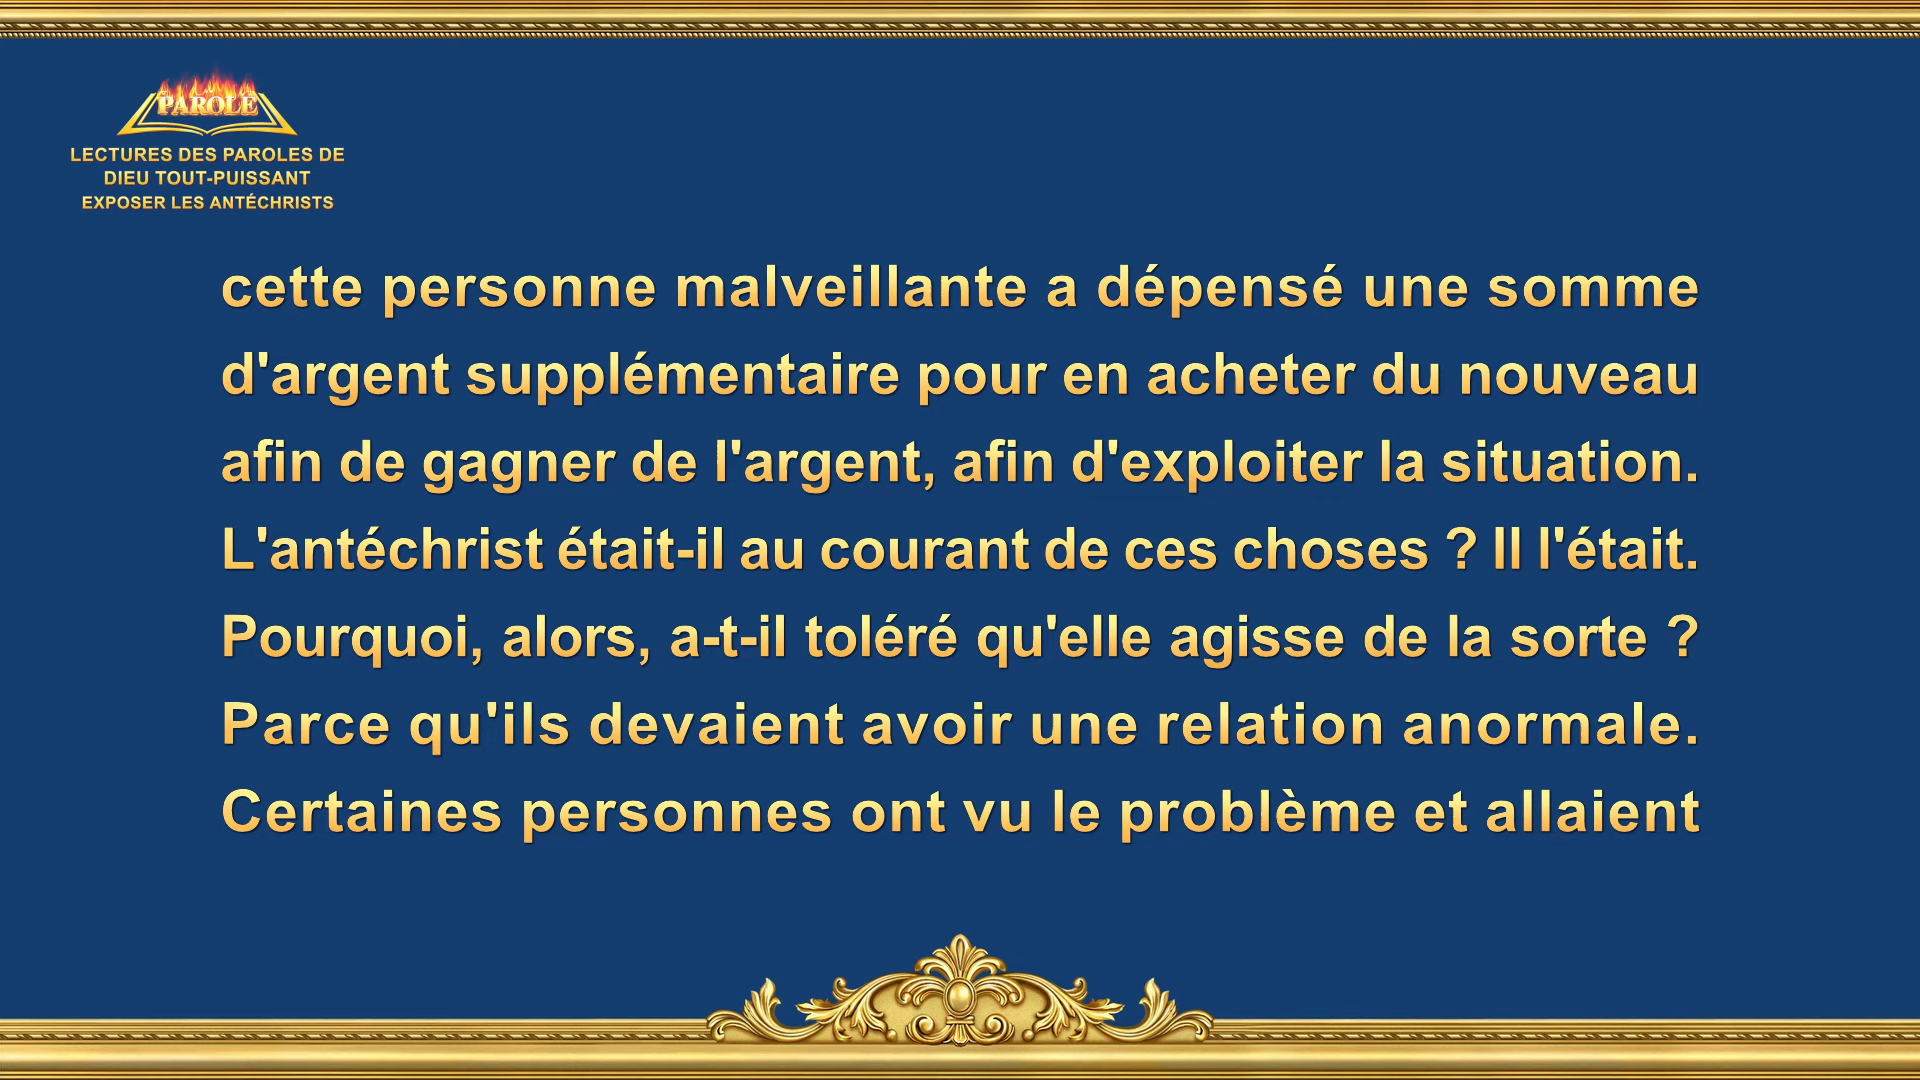 PAROLE
LECTURES DES PAROLES DE
DIEU TOUT-PUISSANT
EXPOSER LES ANTÉCHRISTS
cette personne malveillante a dépensé une somme
d'argent supplémentaire pour en acheter du nouveau
afin de gagner de l'argent, afin d'exploiter la situation.
L'antéchrist était-il au courant de ces choses ? Il l'était.
Pourquoi, alors, a-t-il toléré qu'elle agisse de la sorte ?
Parce qu'ils devaient avoir une relation anormale.
Certaines personnes ont vu le problème et allaient